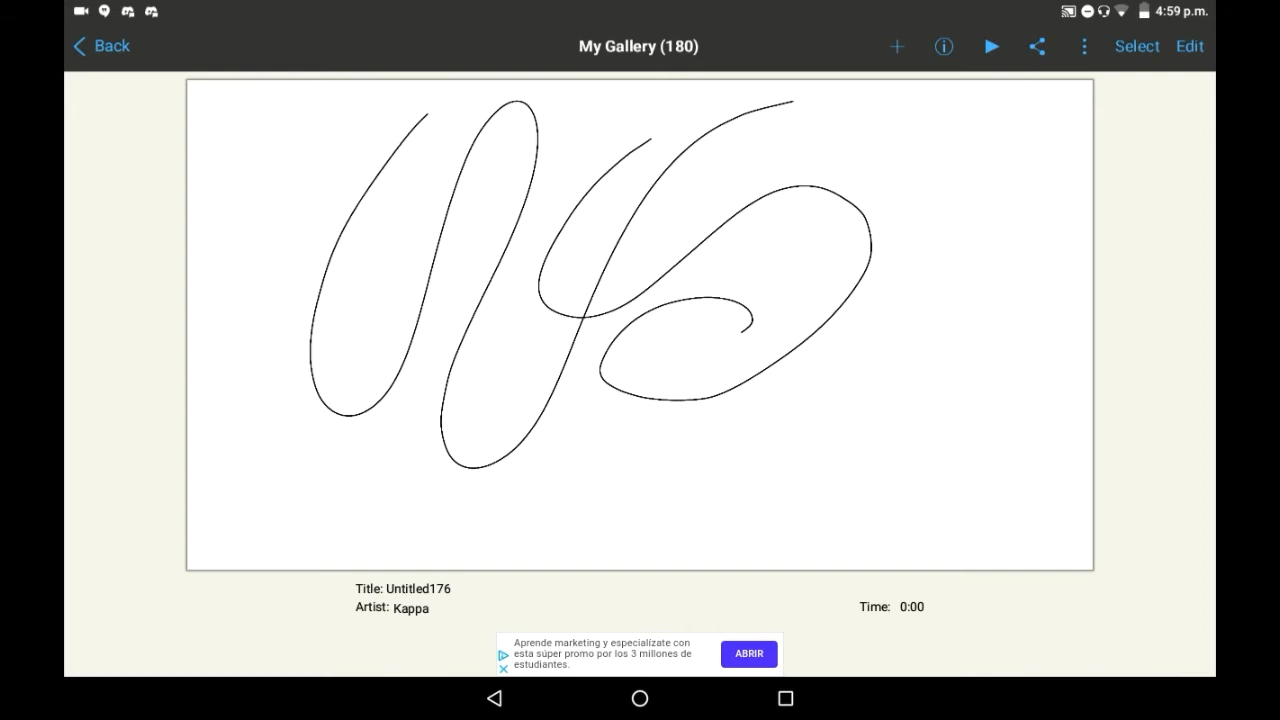 4:59 p.m.
Back
My Gallery (180)
Select
Edit
Title: Untitled176
Artist: Kappa
Time: 0:00
Aprende marketing y especialízate con
esta súper promo por los 3 millones de
estudiantes.
ABRIR